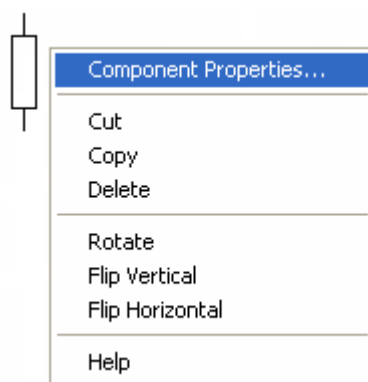 Component Properties...
Cut
Copy
Delete
Rotate
Flip Vertical
Flip Horizontal
Help